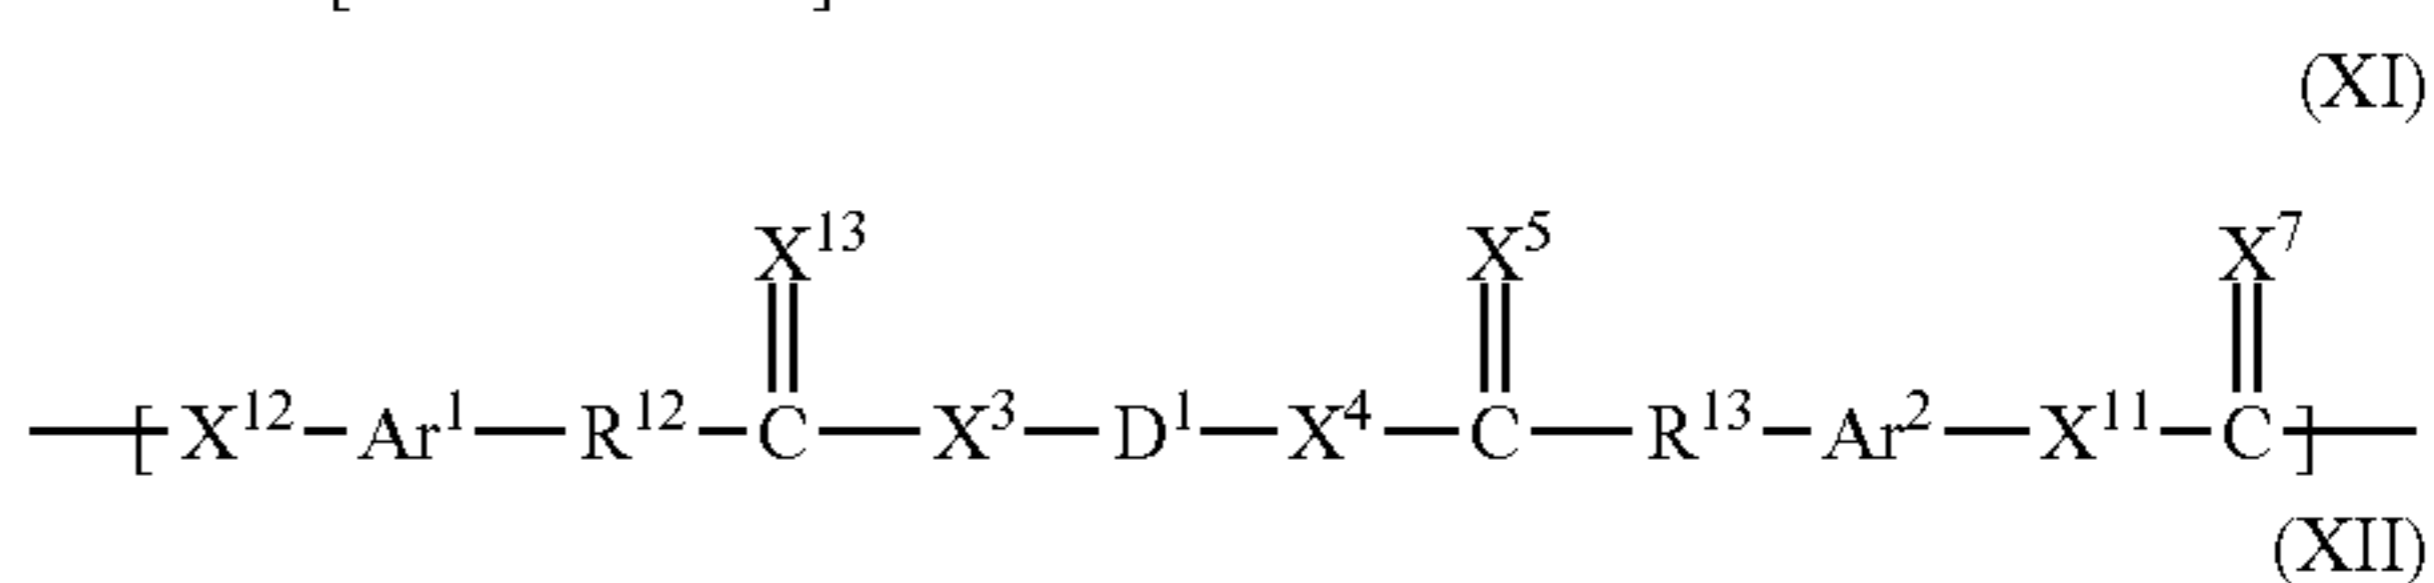 [ ]
(XI)
X¹³ X⁵ X⁷
[ X¹² Ar¹ R¹² C X³ D¹ X⁴ C R¹³ Ar² X¹¹ C ]
(XII)